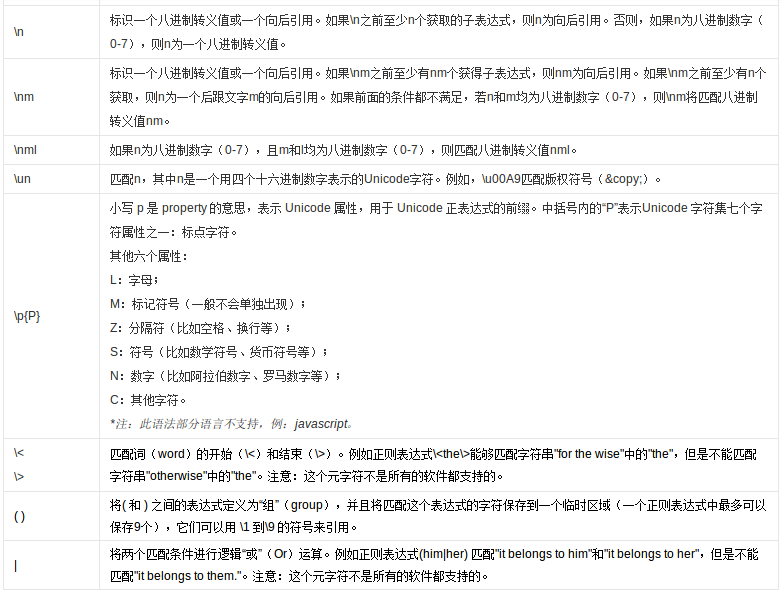 \n
标识一个八进制转义值或一个向后引用。如果\n之前至少n个获取的子表达式，则n为向后引用。否则，如果n为八进制数字（
0-7），则n为一个八进制转义值。
\nm
标识一个八进制转义值或一个向后引用。如果\nm之前至少有nm个获得子表达式，则nm为向后引用。如果\nm之前至少有n个
获取，则n为一个后跟文字m的向后引用。如果前面的条件都不满足，若n和m均为八进制数字（0-7），则\nm将匹配八进制
转义值nm。
\nml
如果n为八进制数字（0-7），且m和l均为八进制数字（0-7），则匹配八进制转义值nml。
\un
匹配n，其中n是一个用四个十六进制数字表示的Unicode字符。例如，\u00A9匹配版权符号（&copy;）。
\p{P}
小写 p 是 property 的意思，表示 Unicode 属性，用于 Unicode 正表达式的前缀。中括号内的“P”表示Unicode 字符集七个字
符属性之一：标点字符。
其他六个属性：
L：字母；
M：标记符号（一般不会单独出现）；
Z：分隔符（比如空格、换行等）；
S：符号（比如数学符号、货币符号等）；
N：数字（比如阿拉伯数字、罗马数字等）；
C：其他字符。
*注：此语法部分语言不支持，例：javascript。
\<
\>
匹配词（word）的开始（\<）和结束（\>）。例如正则表达式\<the\>能够匹配字符串"for the wise"中的"the"，但是不能匹配
字符串"otherwise"中的"the"。注意：这个元字符不是所有的软件都支持的。
( )
将( 和 ) 之间的表达式定义为“组”（group），并且将匹配这个表达式的字符保存到一个临时区域（一个正则表达式中最多可以
保存9个），它们可以用 \1 到\9 的符号来引用。
|
将两个匹配条件进行逻辑“或”（Or）运算。例如正则表达式(him|her) 匹配"it belongs to him"和"it belongs to her"，但是不能
匹配"it belongs to them."。注意：这个元字符不是所有的软件都支持的。